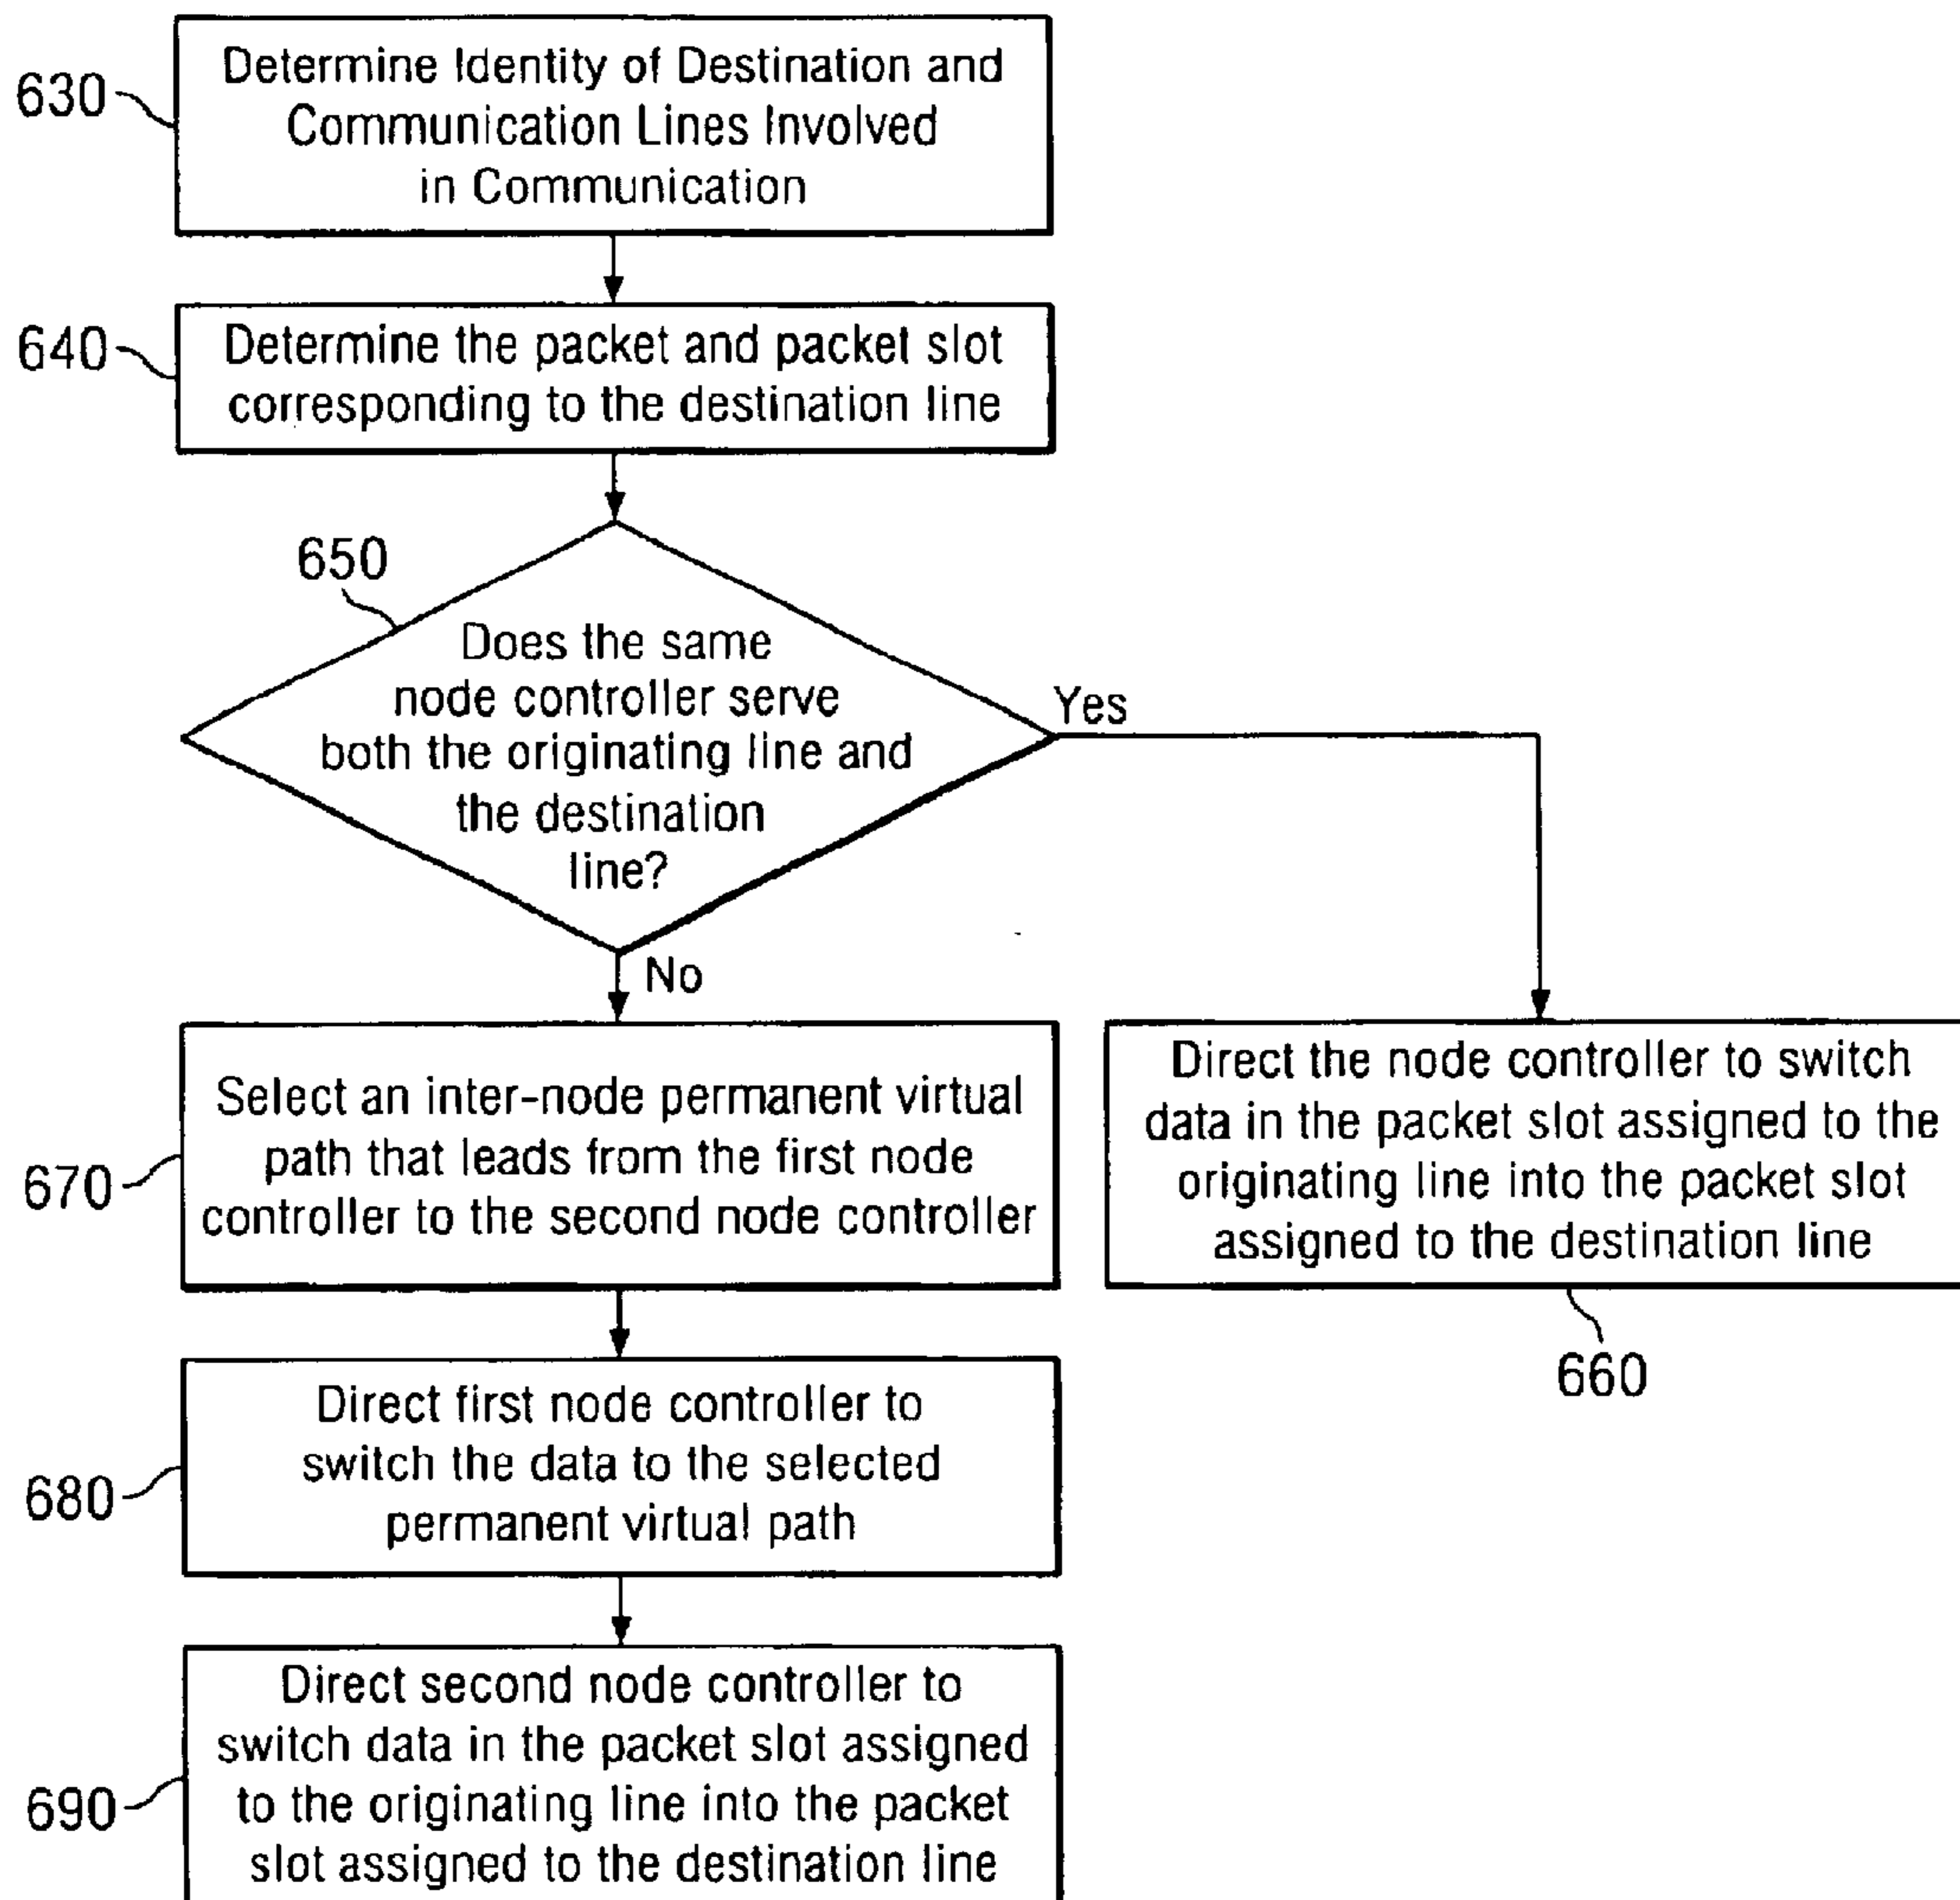 630
Determine Identity of Destination and
Communication Lines Involved
in Communication
640
Determine the packet and packet slot
corresponding to the destination line
650
Does the same
node controller serve
both the originating line and
the destination
line?
Yes
No
670
Select an inter-node permanent virtual
path that leads from the first node
controller to the second node controller
Direct the node controller to switch
data in the packet slot assigned to the
originating line into the packet slot
assigned to the destination line
660
680
Direct first node controller to
switch the data to the selected
permanent virtual path
690
Direct second node controller to
switch data in the packet slot assigned
to the originating line into the packet
slot assigned to the destination line